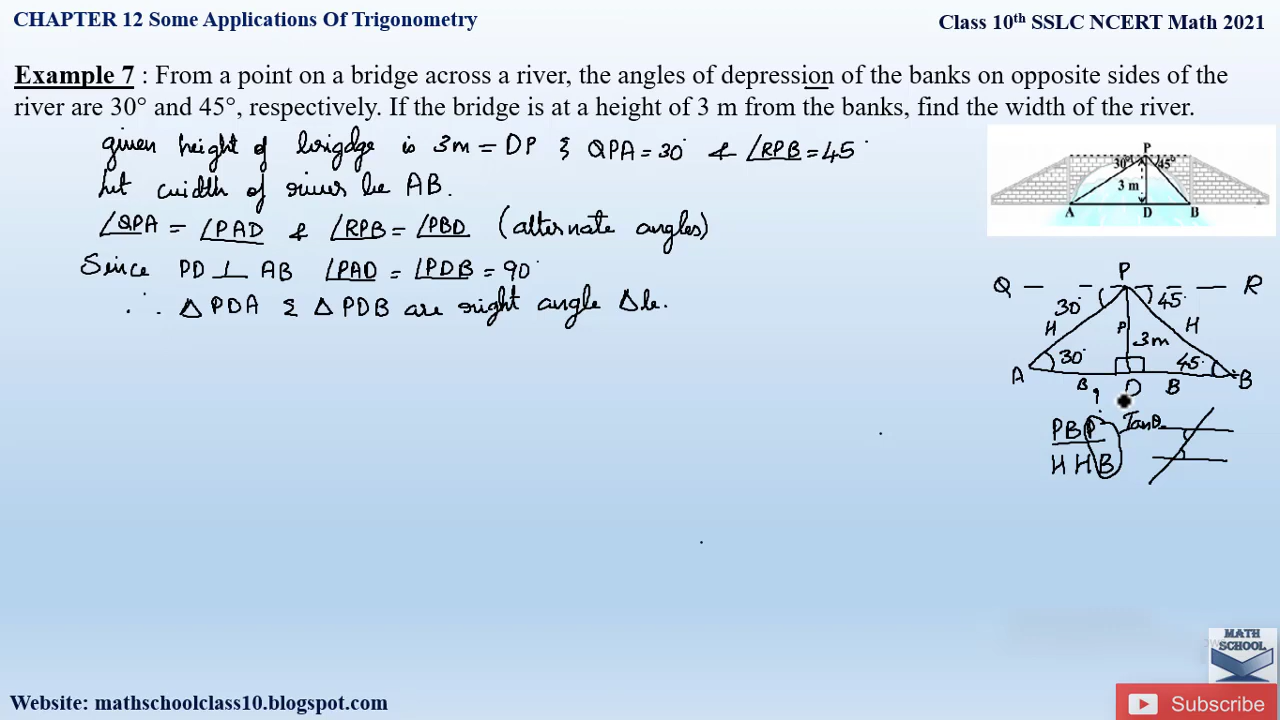 CHAPTER 12 Some Applications Of Trigonometry
Class 10th SSLC NCERT Math 2021
Example 7 : From a point on a bridge across a river, the angles of depression of the banks on opposite sides of the
river are 30° and 45°, respectively. If the bridge is at a height of 3 m from the banks, find the width of the river.
given height of brigdge is 3m = DP & QPA = 30° & ∠RPB = 45°
let width of river be AB.
∠QPA = ∠PAD & ∠RPB = ∠PBD (alternate angles)
Since PD ⊥ AB ∠PAD = ∠PDB = 90°
∴ △PDA & △PDB are right angle △le.
P
30° 45°
3 m
A D B
P
Q R
30° 45°
H P H
3m
30° 45°
A B D B B
?
P B P Tanθ
H H B
MATH
SCHOOL
Website: mathschoolclass10.blogspot.com
Subscribe